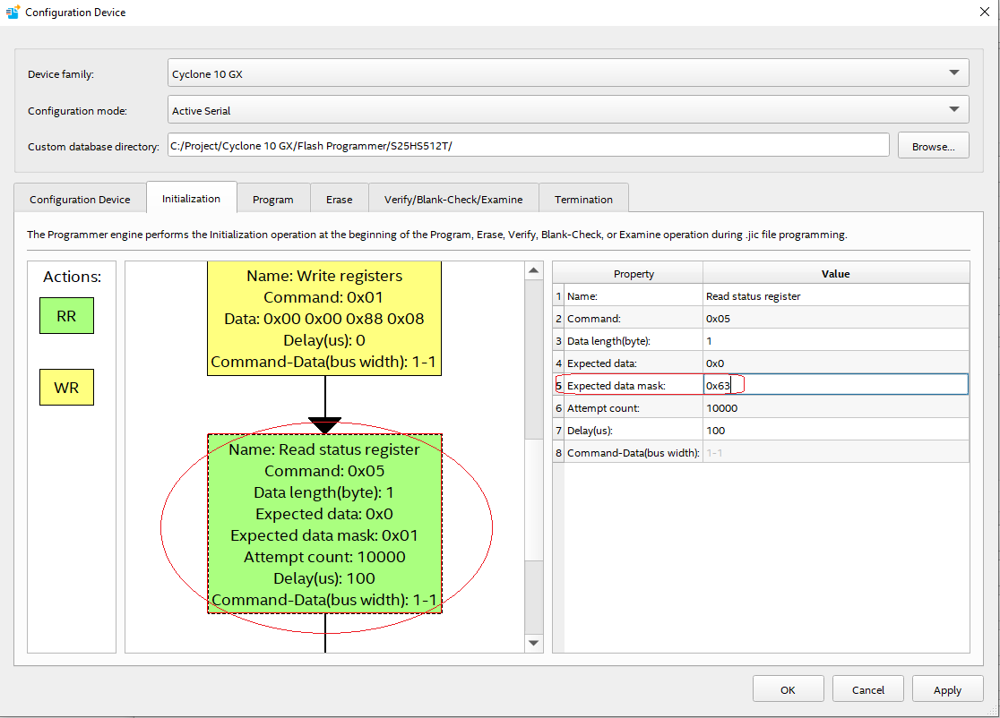 Configuration Device
Device family:
Cyclone 10 GX
Configuration mode:
Active Serial
Custom database directory:
C:/Project/Cyclone 10 GX/Flash Programmer/S25HS512T/
Browse...
Configuration Device
Initialization
Program
Erase
Verify/Blank-Check/Examine
Termination
The Programmer engine performs the Initialization operation at the beginning of the Program, Erase, Verify, Blank-Check, or Examine operation during .jic file programming.
Actions:
RR
WR
Name: Write registers
Command: 0x01
Data: 0x00 0x00 0x88 0x08
Delay(us): 0
Command-Data(bus width): 1-1
Name: Read status register
Command: 0x05
Data length(byte): 1
Expected data: 0x0
Expected data mask: 0x01
Attempt count: 10000
Delay(us): 100
Command-Data(bus width): 1-1
Property Value
1 Name: Read status register
2 Command: 0x05
3 Data length(byte): 1
4 Expected data: 0x0
5 Expected data mask: 0x63
6 Attempt count: 10000
7 Delay(us): 100
8 Command-Data(bus width): 1-1
OK
Cancel
Apply